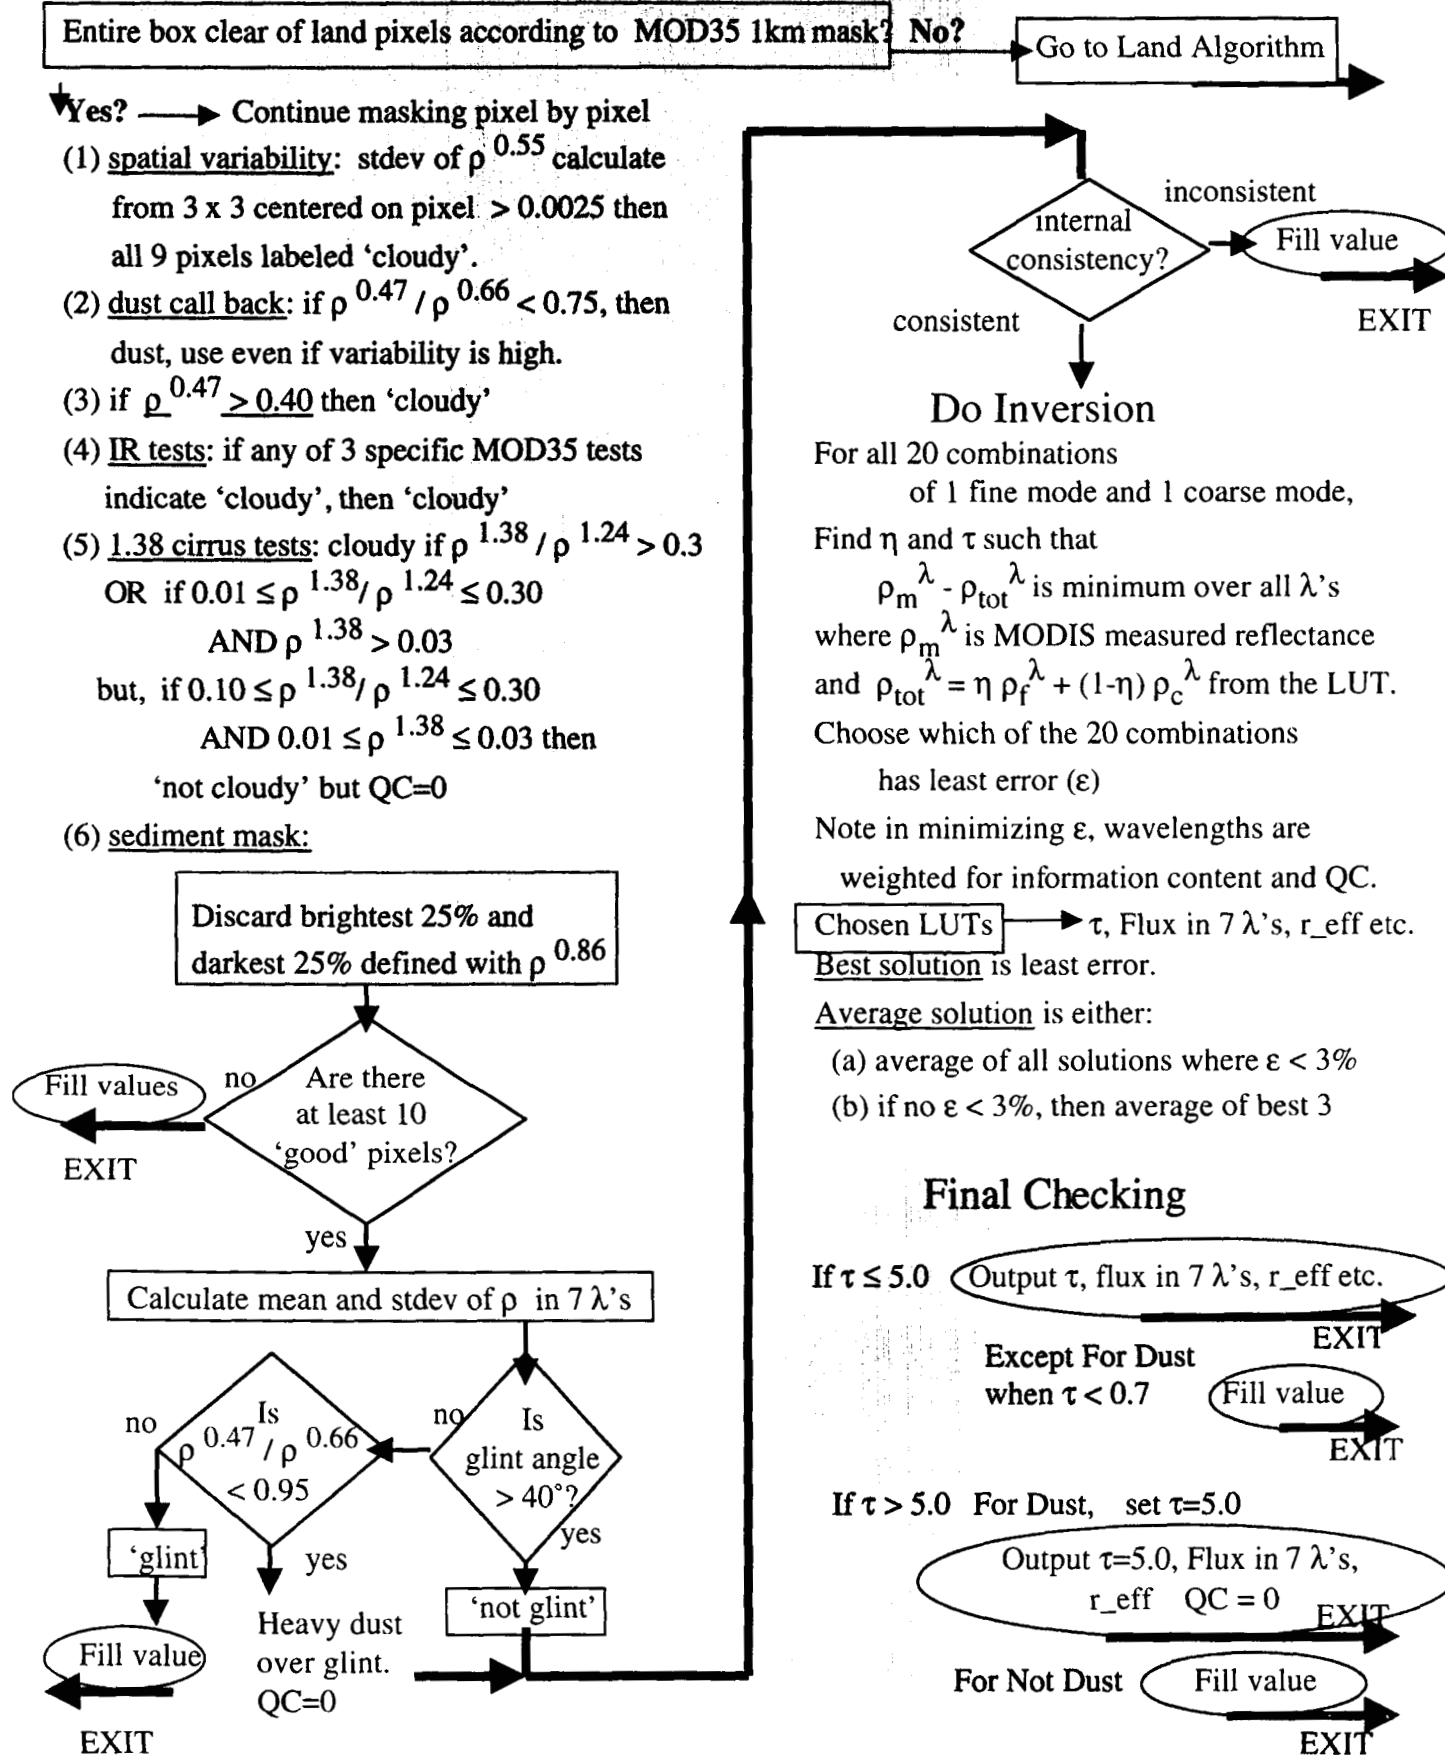 Entire box clear of land pixels according to MOD35 1km mask? No?
Go to Land Algorithm
Yes? Continue masking pixel by pixel
(1) spatial variability: stdev of ρ 0.55 calculate
from 3 x 3 centered on pixel > 0.0025 then
all 9 pixels labeled ‘cloudy’.
(2) dust call back: if ρ 0.47 / ρ 0.66 < 0.75, then
dust, use even if variability is high.
(3) if ρ 0.47 > 0.40 then ‘cloudy’
(4) IR tests: if any of 3 specific MOD35 tests
indicate ‘cloudy’, then ‘cloudy’
(5) 1.38 cirrus tests: cloudy if ρ 1.38 / ρ 1.24 > 0.3
OR if 0.01 ≤ ρ 1.38/ ρ 1.24 ≤ 0.30
AND ρ 1.38 > 0.03
but, if 0.10 ≤ ρ 1.38/ ρ 1.24 ≤ 0.30
AND 0.01 ≤ ρ 1.38 ≤ 0.03 then
‘not cloudy’ but QC=0
(6) sediment mask:
Discard brightest 25% and
darkest 25% defined with ρ 0.86
Are there
at least 10
‘good’ pixels?
no
Fill values
EXIT
yes
Calculate mean and stdev of ρ in 7 λ’s
Is
glint angle
> 40°?
no
yes
Is
ρ 0.47 / ρ 0.66
< 0.95
no
‘glint’
Fill value
EXIT
yes
Heavy dust
over glint.
QC=0
‘not glint’
internal
consistency?
inconsistent
Fill value
EXIT
consistent
Do Inversion
For all 20 combinations
of 1 fine mode and 1 coarse mode,
Find η and τ such that
ρm λ - ρtot λ is minimum over all λ’s
where ρm λ is MODIS measured reflectance
and ρtot λ = η ρf λ + (1-η) ρc λ from the LUT.
Choose which of the 20 combinations
has least error (ε)
Note in minimizing ε, wavelengths are
weighted for information content and QC.
Chosen LUTs τ, Flux in 7 λ’s, r_eff etc.
Best solution is least error.
Average solution is either:
(a) average of all solutions where ε < 3%
(b) if no ε < 3%, then average of best 3
Final Checking
If τ ≤ 5.0 Output τ, flux in 7 λ’s, r_eff etc.
EXIT
Except For Dust
when τ < 0.7 Fill value
EXIT
If τ > 5.0 For Dust, set τ=5.0
Output τ=5.0, Flux in 7 λ’s,
r_eff QC = 0
EXIT
For Not Dust Fill value
EXIT